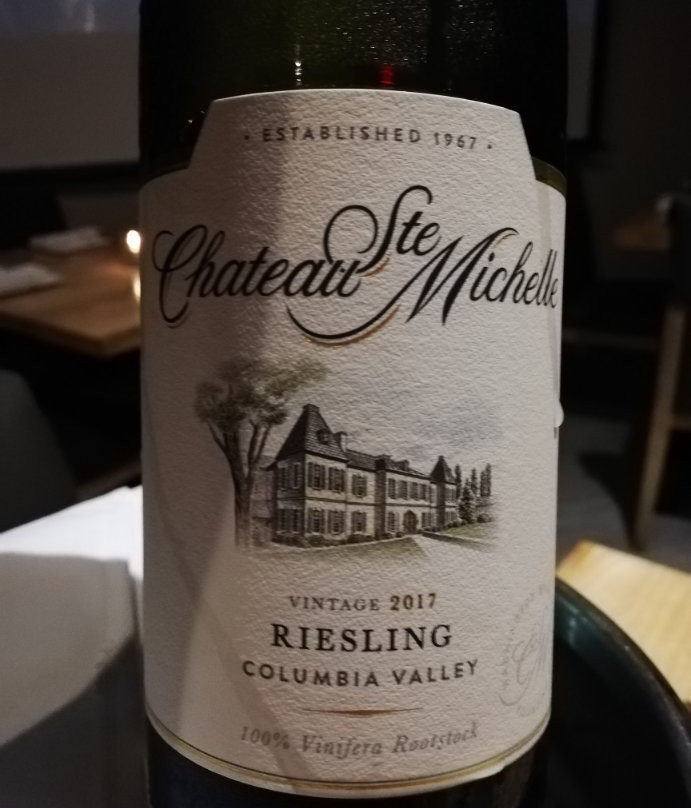 · ESTABLISHED 1967 ·
Chateau Ste Michelle
VINTAGE 2017
RIESLING
COLUMBIA VALLEY
100% Vinifera Rootstock